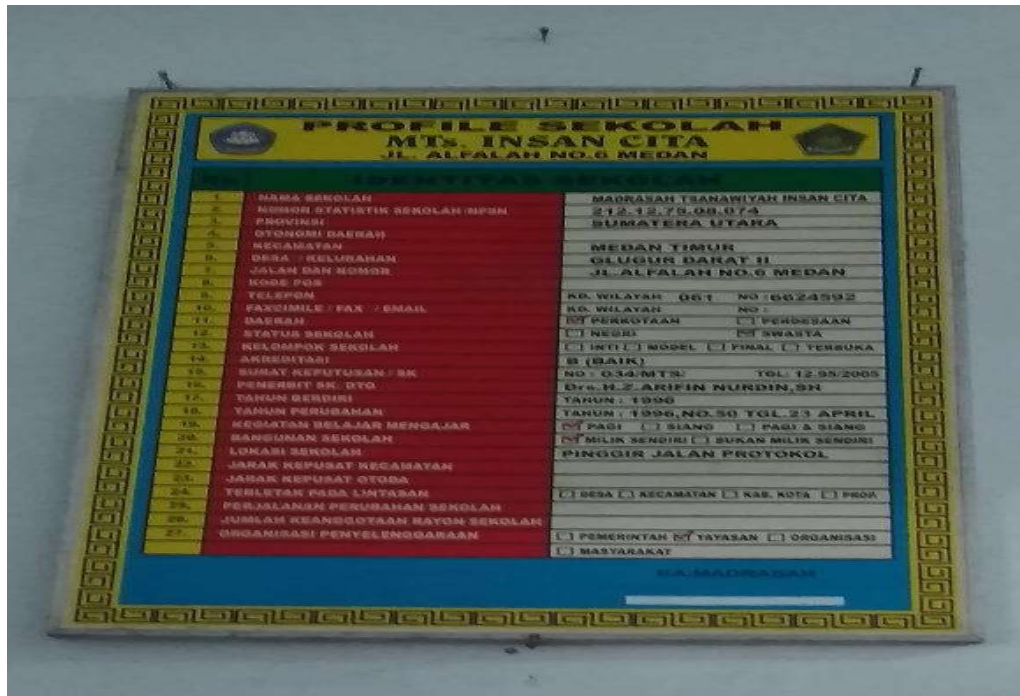 PROFILE SEKOLAH
MTs. INSAN CITA
JL. ALFALAH NO.6 MEDAN
IDENTITAS SEKOLAH
1. NAMA SEKOLAH MADRASAH TSANAWIYAH INSAN CITA
2. NOMOR STATISTIK SEKOLAH /NPSN 212.12.75.08.074
3. PROVINSI SUMATERA UTARA
4. OTONOMI DAERAH
5. KECAMATAN MEDAN TIMUR
6. DESA / KELURAHAN GLUGUR DARAT II
7. JALAN DAN NOMOR JL.ALFALAH NO.6 MEDAN
8. KODE POS
9. TELEPON KD. WILAYAH 061 NO :6624592
10. FAXCIMILE / FAX / EMAIL KD. WILAYAH NO :
11. DAERAH PERKOTAAN PERDESAAN
12. STATUS SEKOLAH NEGRI SWASTA
13. KELOMPOK SEKOLAH INTI MODEL FINAL TERBUKA
14. AKREDITASI B (BAIK)
15. SURAT KEPUTUSAN / SK NO : 034/MTS/ TGL:
16. PENERBIT SK. DTO Drs.H.Z.ARIFIN NURDIN,SH
17. TAHUN BERDIRI TAHUN : 1996
18. TAHUN PERUBAHAN TAHUN : 1996,NO.50 TGL.23 APRIL
19. KEGIATAN BELAJAR MENGAJAR PAGI SIANG PAGI & SIANG
20. BANGUNAN SEKOLAH MILIK SENDIRI BUKAN MILIK SENDIRI
21. LOKASI SEKOLAH PINGGIR JALAN PROTOKOL
22. JARAK KEPUSAT KECAMATAN
23. JARAK KEPUSAT OTODA
24. TERLETAK PADA LINTASAN DESA KECAMATAN KAB. KOTA PROP.
25. PERJALANAN PERUBAHAN SEKOLAH
26. JUMLAH KEANGGOTAAN RAYON SEKOLAH
27. ORGANISASI PENYELENGGARAAN PEMERINTAH YAYASAN ORGANISASI
MASYARAKAT
KA.MADRASAH